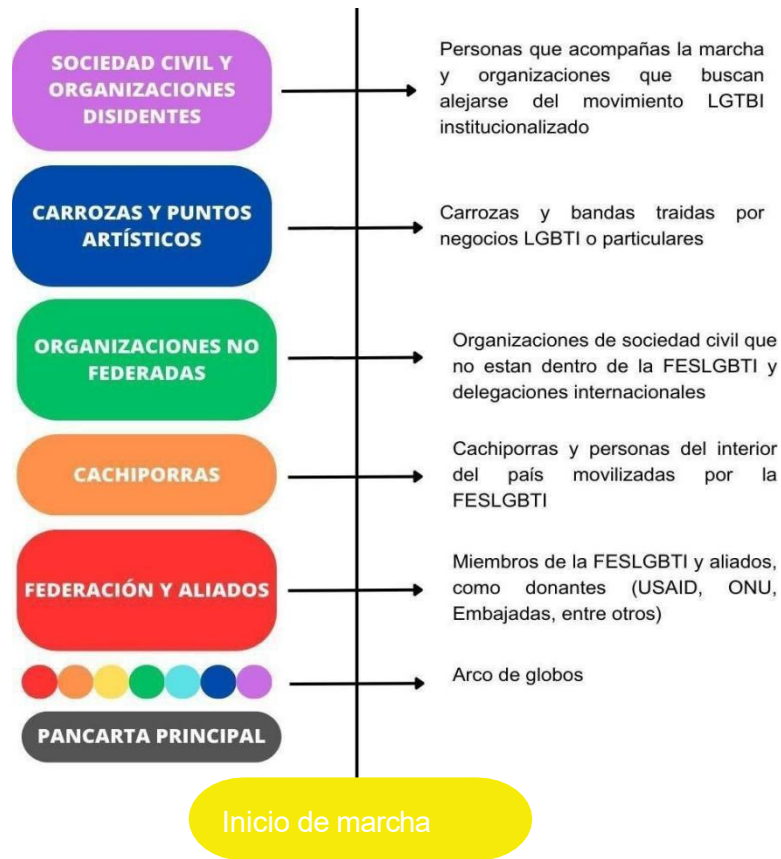 SOCIEDAD CIVIL Y
ORGANIZACIONES
DISIDENTES
Personas que acompañas la marcha
y organizaciones que buscan
alejarse del movimiento LGTBI
institucionalizado
CARROZAS Y PUNTOS
ARTÍSTICOS
Carrozas y bandas traidas por
negocios LGBTI o particulares
ORGANIZACIONES NO
FEDERADAS
Organizaciones de sociedad civil que
no estan dentro de la FESLGBTI y
delegaciones internacionales
CACHIPORRAS
Cachiporras y personas del interior
del país movilizadas por la
FESLGBTI
FEDERACIÓN Y ALIADOS
Miembros de la FESLGBTI y aliados,
como donantes (USAID, ONU,
Embajadas, entre otros)
Arco de globos
PANCARTA PRINCIPAL
Inicio de marcha